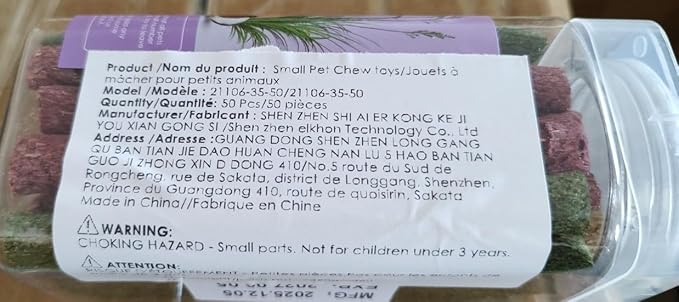 Product /Nom du produit : Small Pet Chew toys/Jouets à
mâcher pour petits animaux
Model /Modèle : 21106-35-50/21106-35-50
Quantity/Quantité: 50 Pcs/50 pièces
Manufacturer/Fabricant : SHEN ZHEN SHI AI ER KONG KE JI
YOU XIAN GONG SI /Shen zhen elkhon Technology Co., Ltd
Address /Adresse :GUANG DONG SHEN ZHEN LONG GANG
QU BAN TIAN JIE DAO HUAN CHENG NAN LU 5 HAO BAN TIAN
GUO JI ZHONG XIN D DONG 410/No.5 route du Sud de
Rongcheng, rue de Sakata, district de Longgang, Shenzhen,
Province du Guangdong 410, route de quoisirin, Sakata
Made in China//Fabrique en Chine
WARNING:
CHOKING HAZARD - Small parts. Not for children under 3 years.
ATTENTION:
MFG: 2025.12.05
EXP: